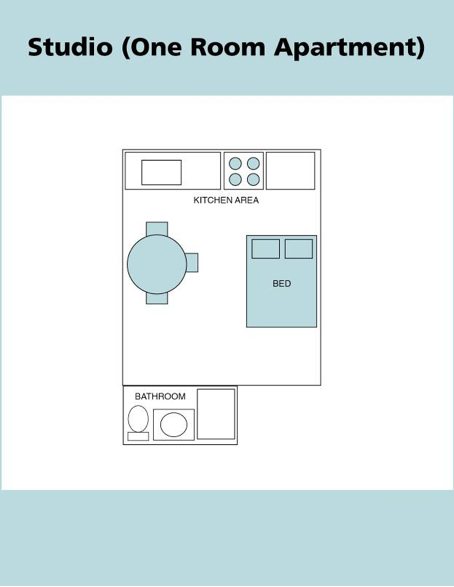 Studio (One Room Apartment)
KITCHEN AREA
BED
BATHROOM